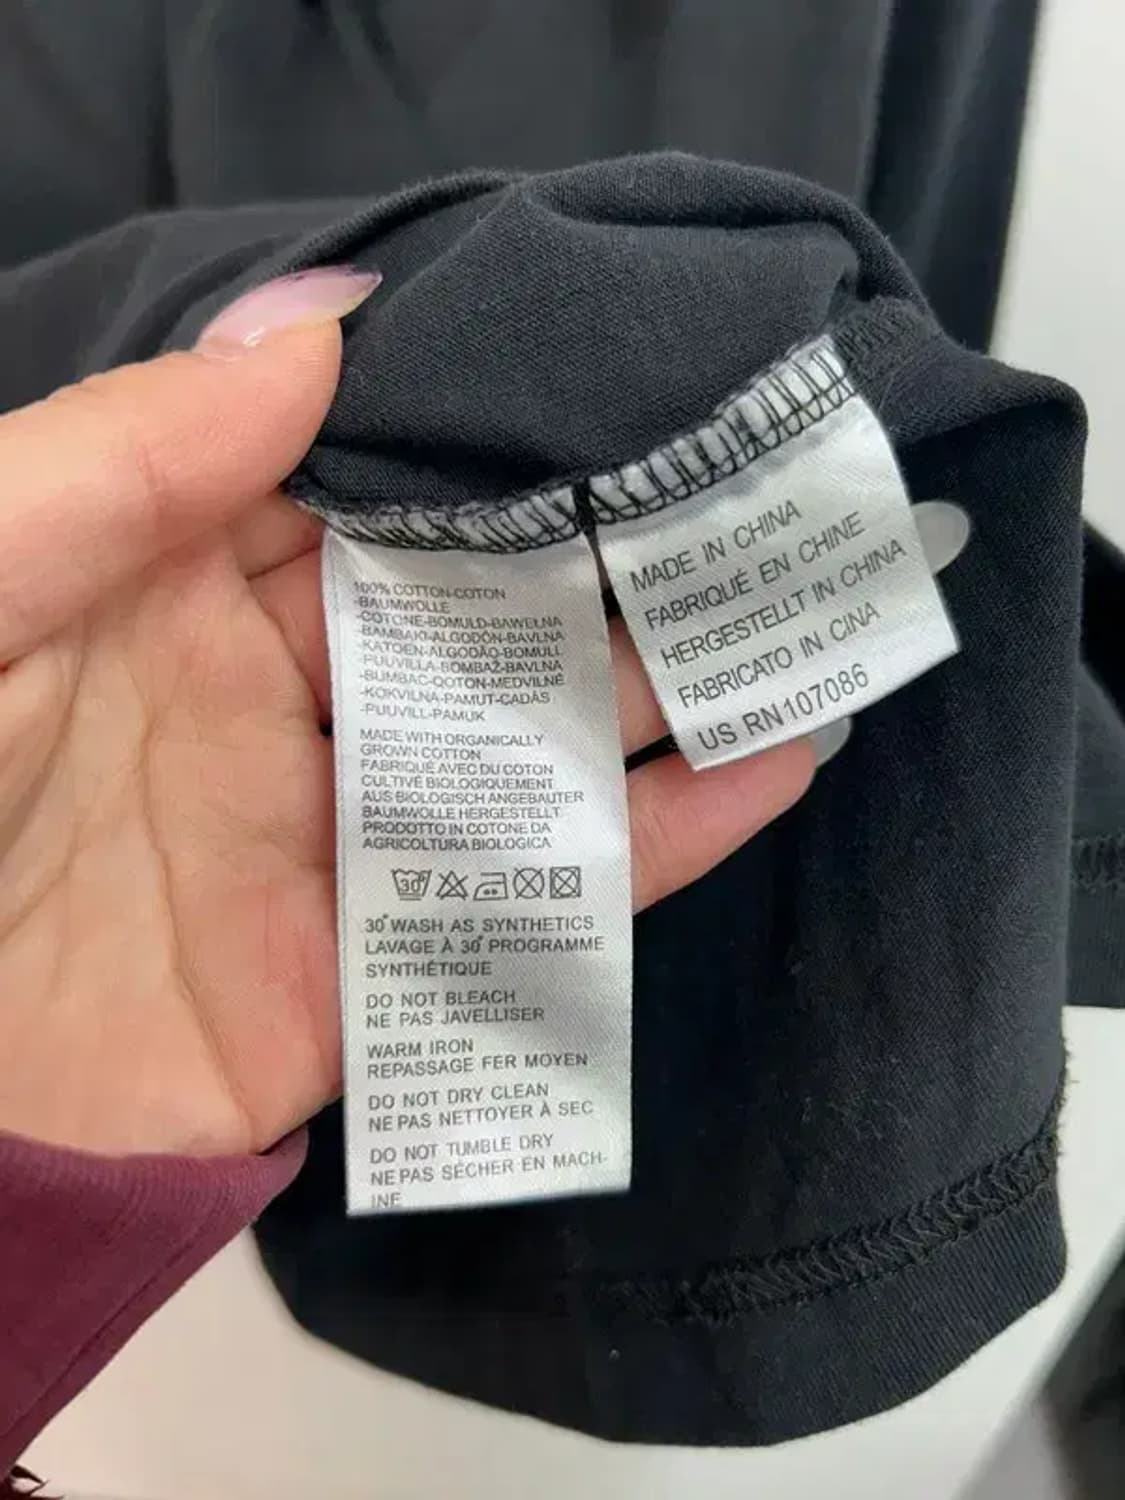 100% COTTON-COTON
-BAUMWOLLE
-COTONE-BOMULD-BAWEŁNA
-BAMBAKI-ALGODÓN-BAVLNA
-KATOEN-ALGODÃO-BOMULL
-PUUVILLA-BOMBAŽ-BAVLNA
-BUMBAC-QOTON-MEDVILNĖ
-KOKVILNA-PAMUT-CADÁS
-PUUVILL-PAMUK
MADE WITH ORGANICALLY
GROWN COTTON
FABRIQUÉ AVEC DU COTON
CULTIVÉ BIOLOGIQUEMENT
AUS BIOLOGISCH ANGEBAUTER
BAUMWOLLE HERGESTELLT
PRODOTTO IN COTONE DA
AGRICOLTURA BIOLOGICA
30°
30° WASH AS SYNTHETICS
LAVAGE À 30° PROGRAMME
SYNTHÉTIQUE
DO NOT BLEACH
NE PAS JAVELLISER
WARM IRON
REPASSAGE FER MOYEN
DO NOT DRY CLEAN
NE PAS NETTOYER À SEC
DO NOT TUMBLE DRY
NE PAS SÉCHER EN MACH-
INE
MADE IN CHINA
FABRIQUÉ EN CHINE
HERGESTELLT IN CHINA
FABRICATO IN CINA
US RN107086